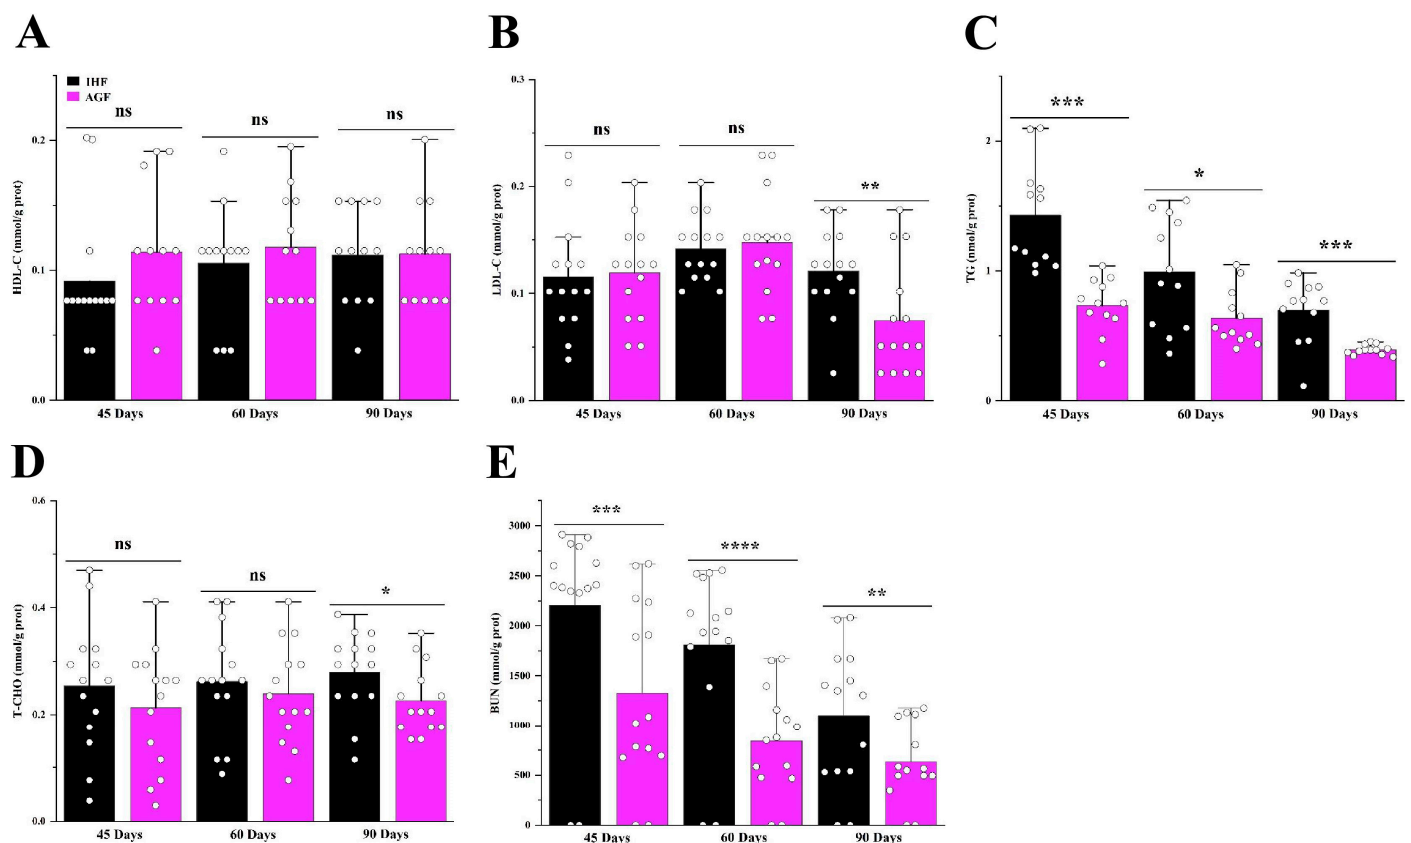 A
IHF
AGF
ns
ns
ns
HDL-C (mmol/g prot)
0.2
0.1
0.0
45 Days
60 Days
90 Days
B
ns
ns
**
LDL-C (mmol/g prot)
0.3
0.2
0.1
0.0
45 Days
60 Days
90 Days
C
***
*
***
TG (mmol/g prot)
2
1
0
45 Days
60 Days
90 Days
D
ns
ns
*
T-CHO (mmol/g prot)
0.6
0.4
0.2
0.0
45 Days
60 Days
90 Days
E
***
****
**
BUN (mmol/g prot)
3000
2500
2000
1500
1000
500
0
45 Days
60 Days
90 Days